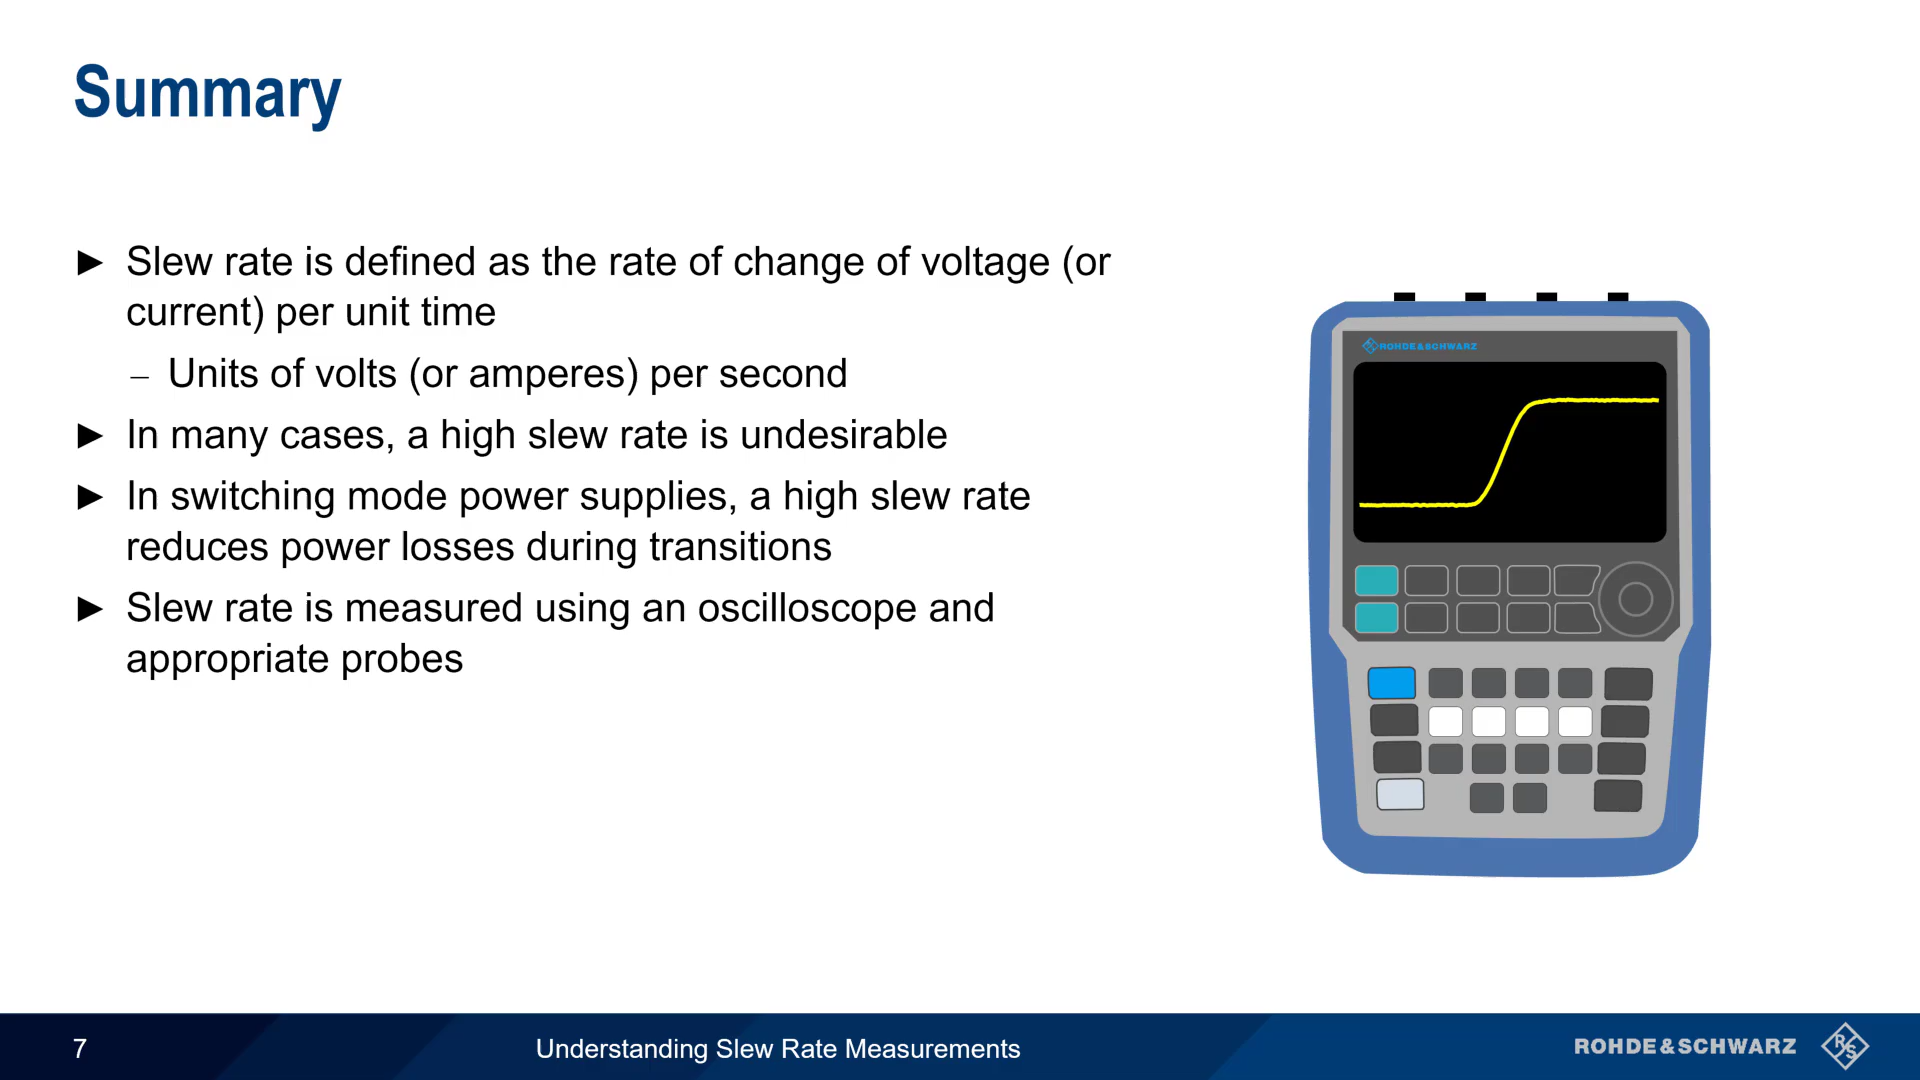 Summary
► Slew rate is defined as the rate of change of voltage (or
current) per unit time
– Units of volts (or amperes) per second
► In many cases, a high slew rate is undesirable
► In switching mode power supplies, a high slew rate
reduces power losses during transitions
► Slew rate is measured using an oscilloscope and
appropriate probes
ROHDE&SCHWARZ
7
Understanding Slew Rate Measurements
ROHDE&SCHWARZ
RS